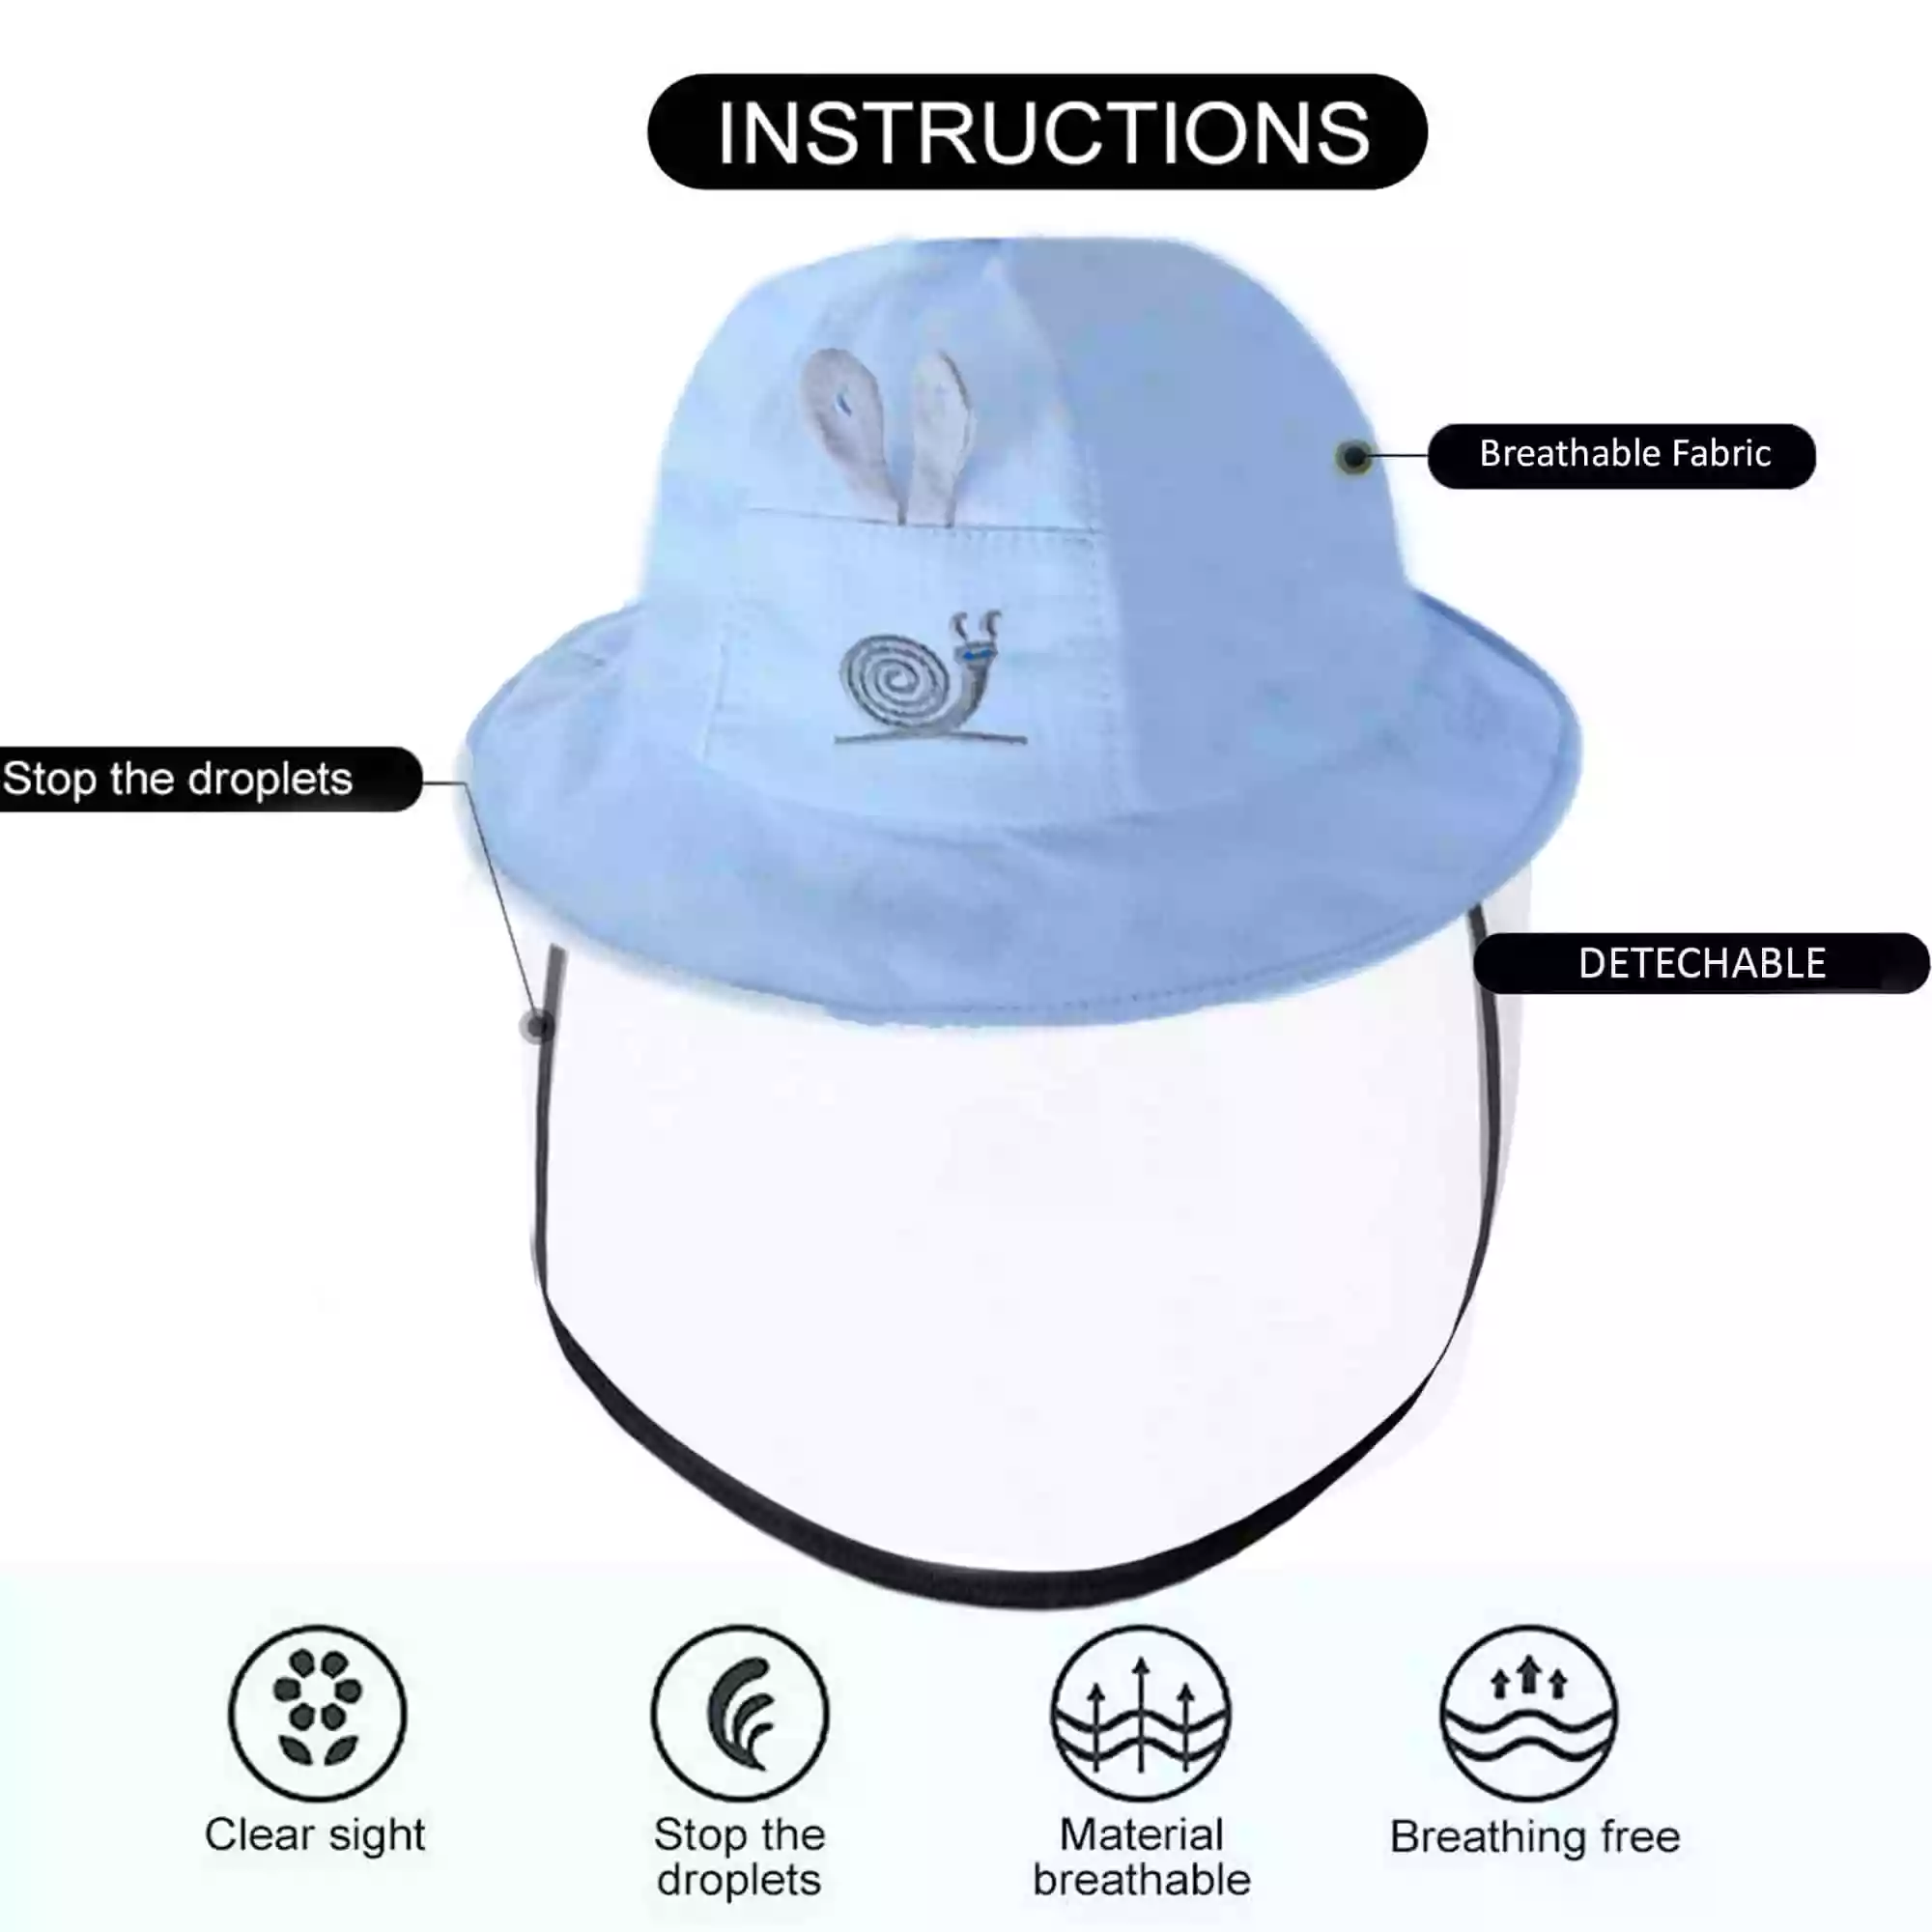 INSTRUCTIONS
Breathable Fabric
Stop the droplets
DETECHABLE
Clear sight
Stop the
droplets
Material
breathable
Breathing free